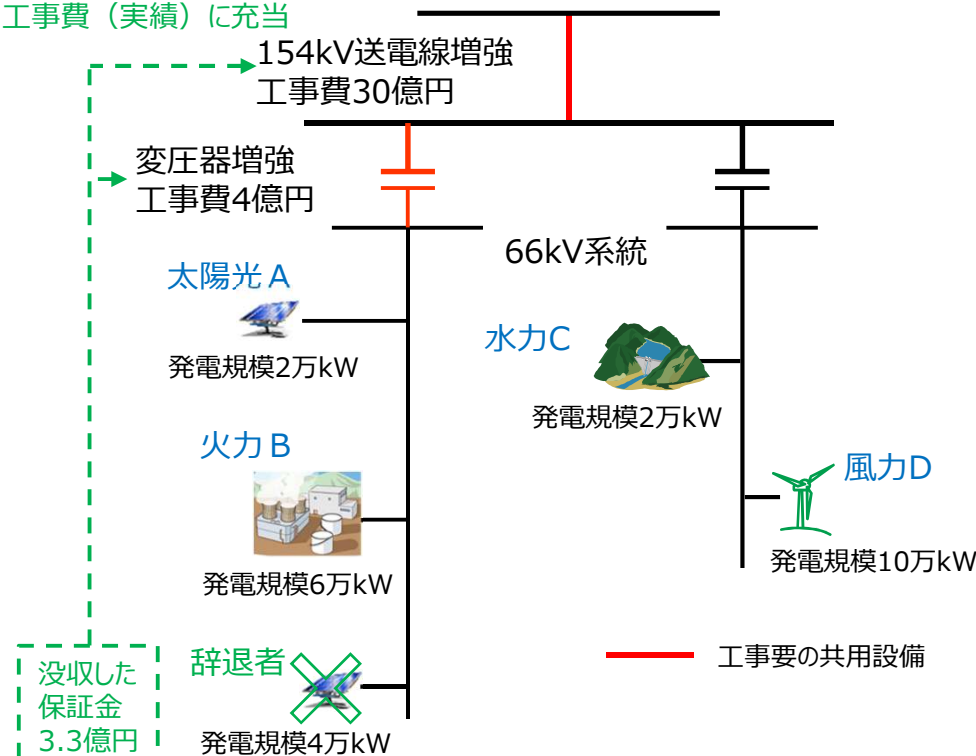 工事費（実績）に充当
154kV送電線増強
工事費30億円
変圧器増強
工事費4億円
66kV系統
太陽光A
発電規模2万kW
水力C
発電規模2万kW
火力B
発電規模6万kW
風力D
発電規模10万kW
辞退者
発電規模4万kW
没収した
保証金
3.3億円
工事要の共用設備